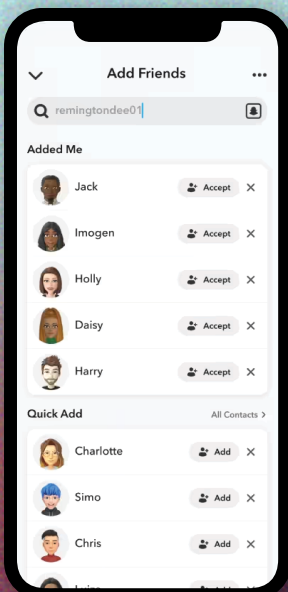 Add Friends
remingtondee01
Added Me
Jack Accept
Imogen Accept
Holly Accept
Daisy Accept
Harry Accept
Quick Add All Contacts
Charlotte Add
Simo Add
Chris Add